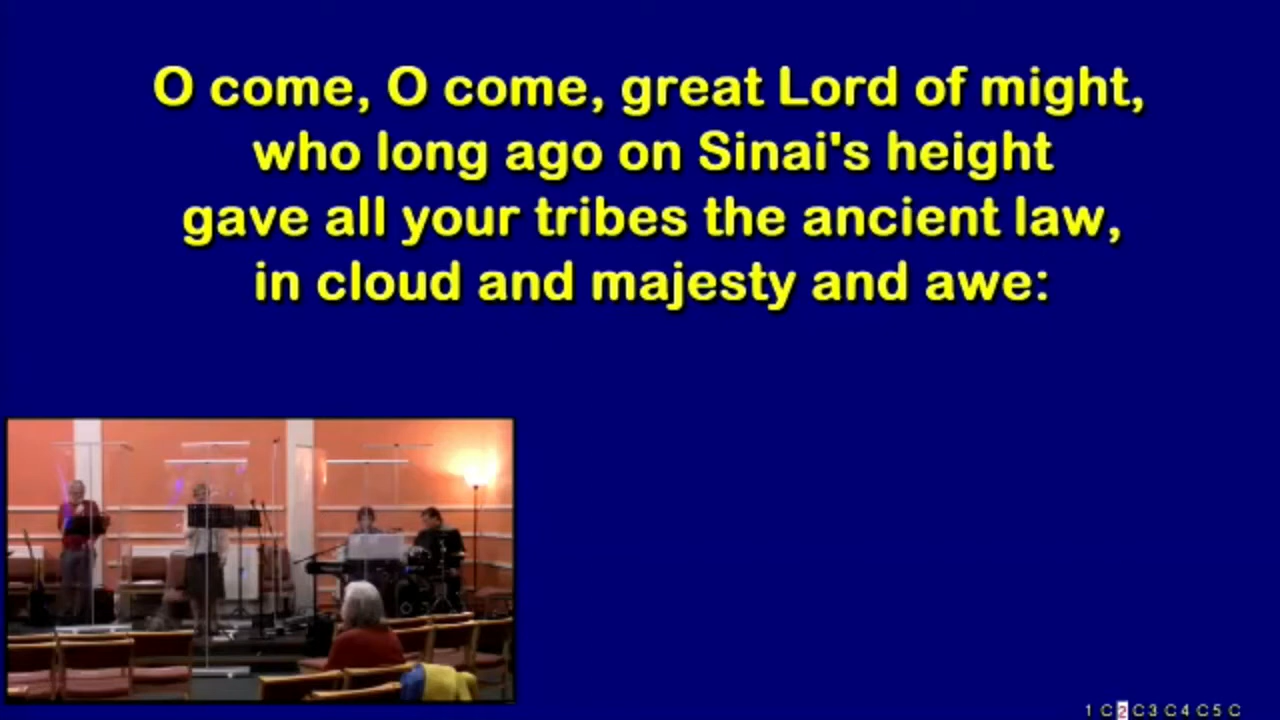 O come, O come, great Lord of might,
who long ago on Sinai's height
gave all your tribes the ancient law,
in cloud and majesty and awe:
1 C 2 C 3 C 4 C 5 C